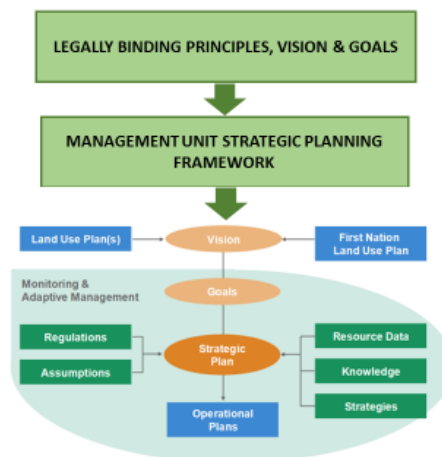 LEGALLY BINDING PRINCIPLES, VISION & GOALS
MANAGEMENT UNIT STRATEGIC PLANNING
FRAMEWORK
Land Use Plan(s)
Vision
First Nation
Land Use Plan
Monitoring &
Adaptive Management
Goals
Regulations
Assumptions
Strategic
Plan
Resource Data
Knowledge
Strategies
Operational
Plans